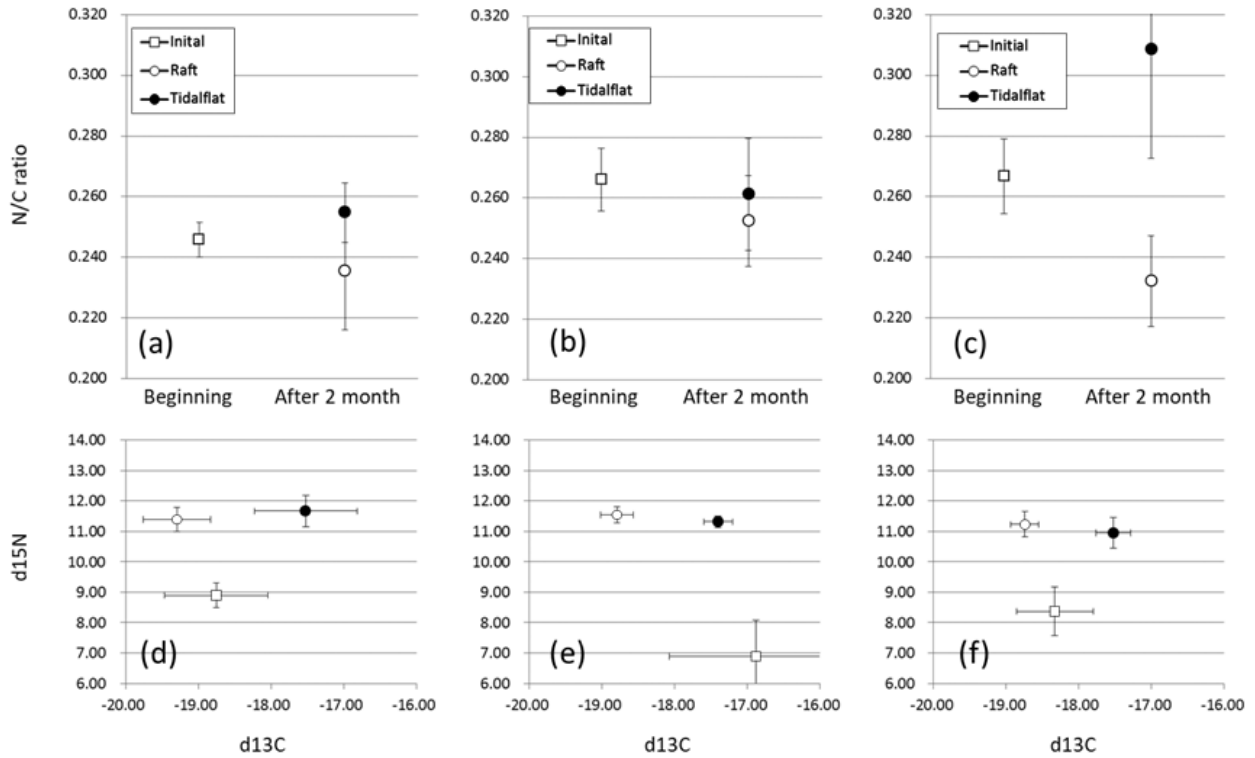 0.320
0.300
0.280
0.260
0.240
0.220
0.200
N/C ratio
Inital
Raft
Tidalflat
(a)
Beginning
After 2 month
0.320
0.300
0.280
0.260
0.240
0.220
0.200
Inital
Raft
Tidalflat
(b)
Beginning
After 2 month
0.320
0.300
0.280
0.260
0.240
0.220
0.200
Initial
Raft
Tidalflat
(c)
Beginning
After 2 month
14.00
13.00
12.00
11.00
10.00
9.00
8.00
7.00
6.00
d15N
(d)
-20.00 -19.00 -18.00 -17.00 -16.00
d13C
14.00
13.00
12.00
11.00
10.00
9.00
8.00
7.00
6.00
(e)
-20.00 -19.00 -18.00 -17.00 -16.00
d13C
14.00
13.00
12.00
11.00
10.00
9.00
8.00
7.00
6.00
(f)
-20.00 -19.00 -18.00 -17.00 -16.00
d13C